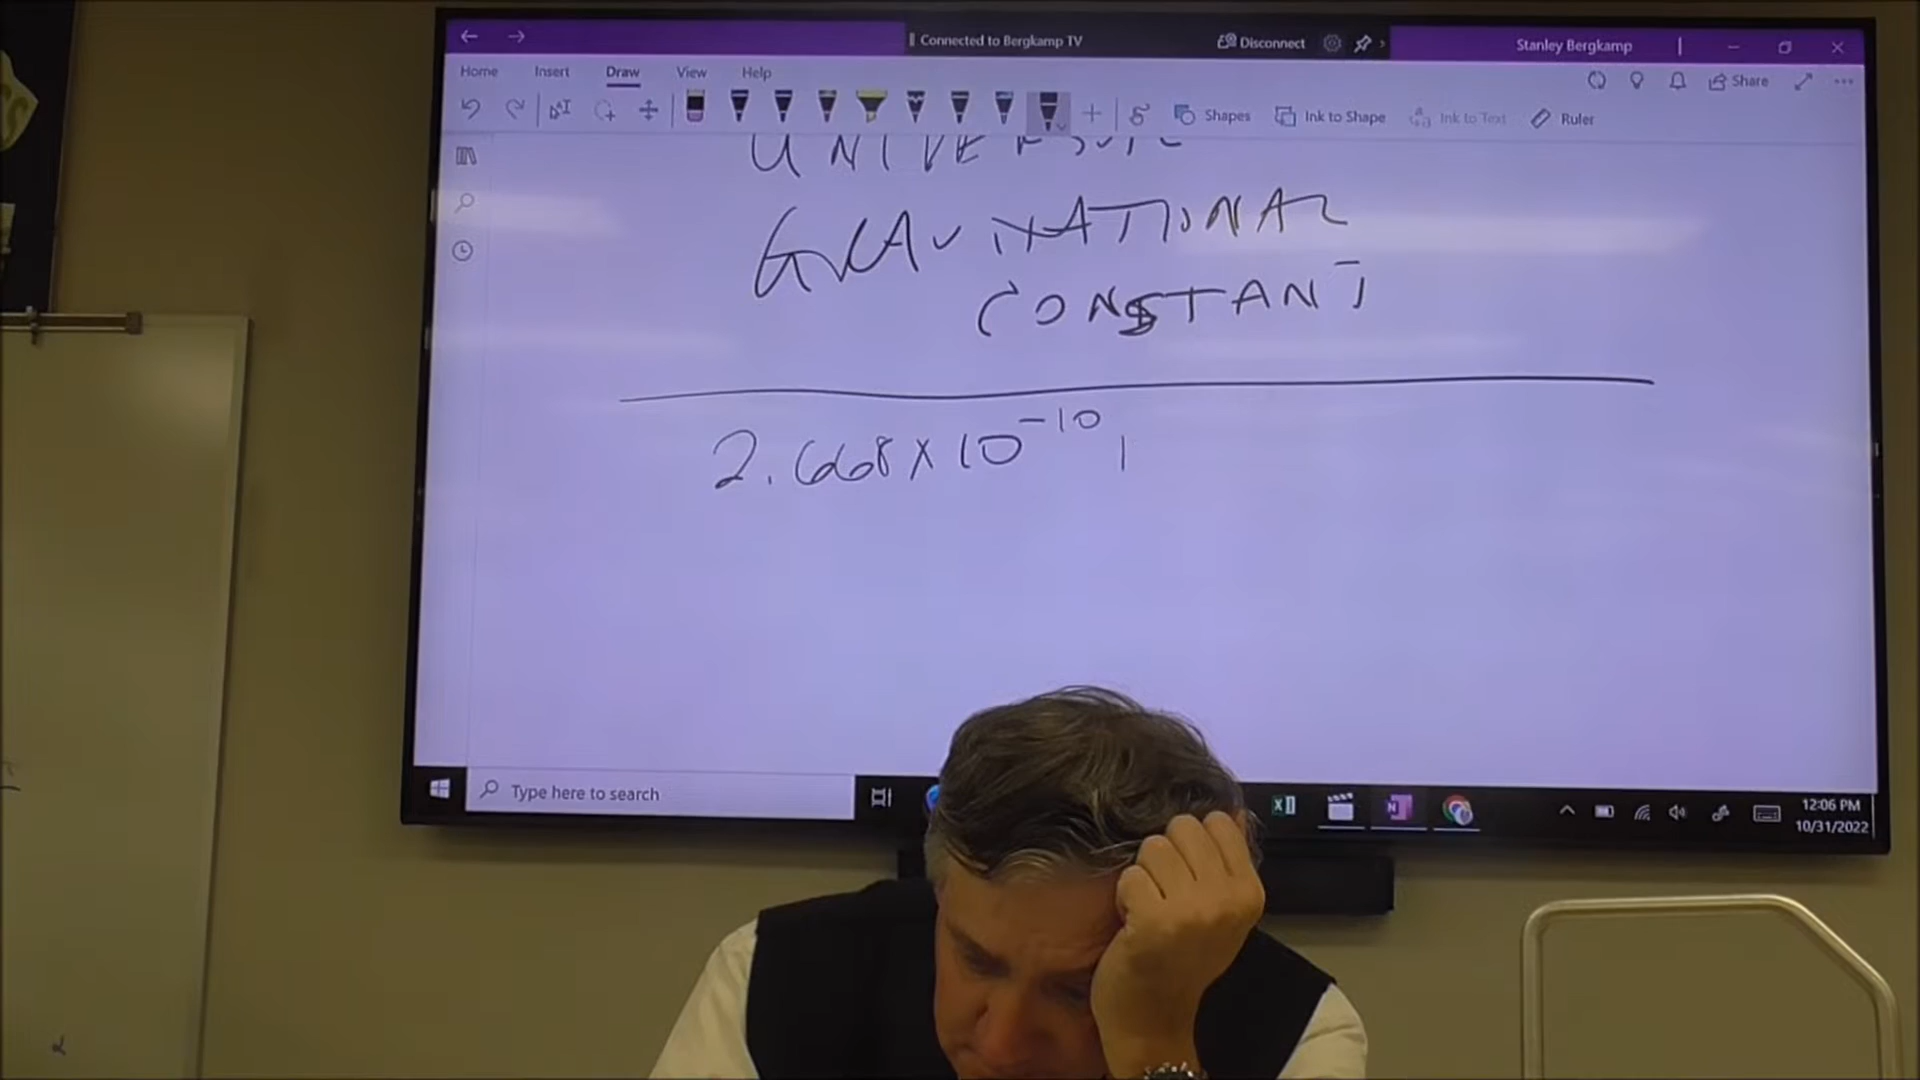 Connected to Bergkamp TV
Disconnect
Stanley Bergkamp
Home Insert Draw View Help
Share
Shapes Ink to Shape Ink to Text Ruler
GRAVITATIONAL
CONSTANT
2.668 x 10^-10
Type here to search
12:06 PM
10/31/2022